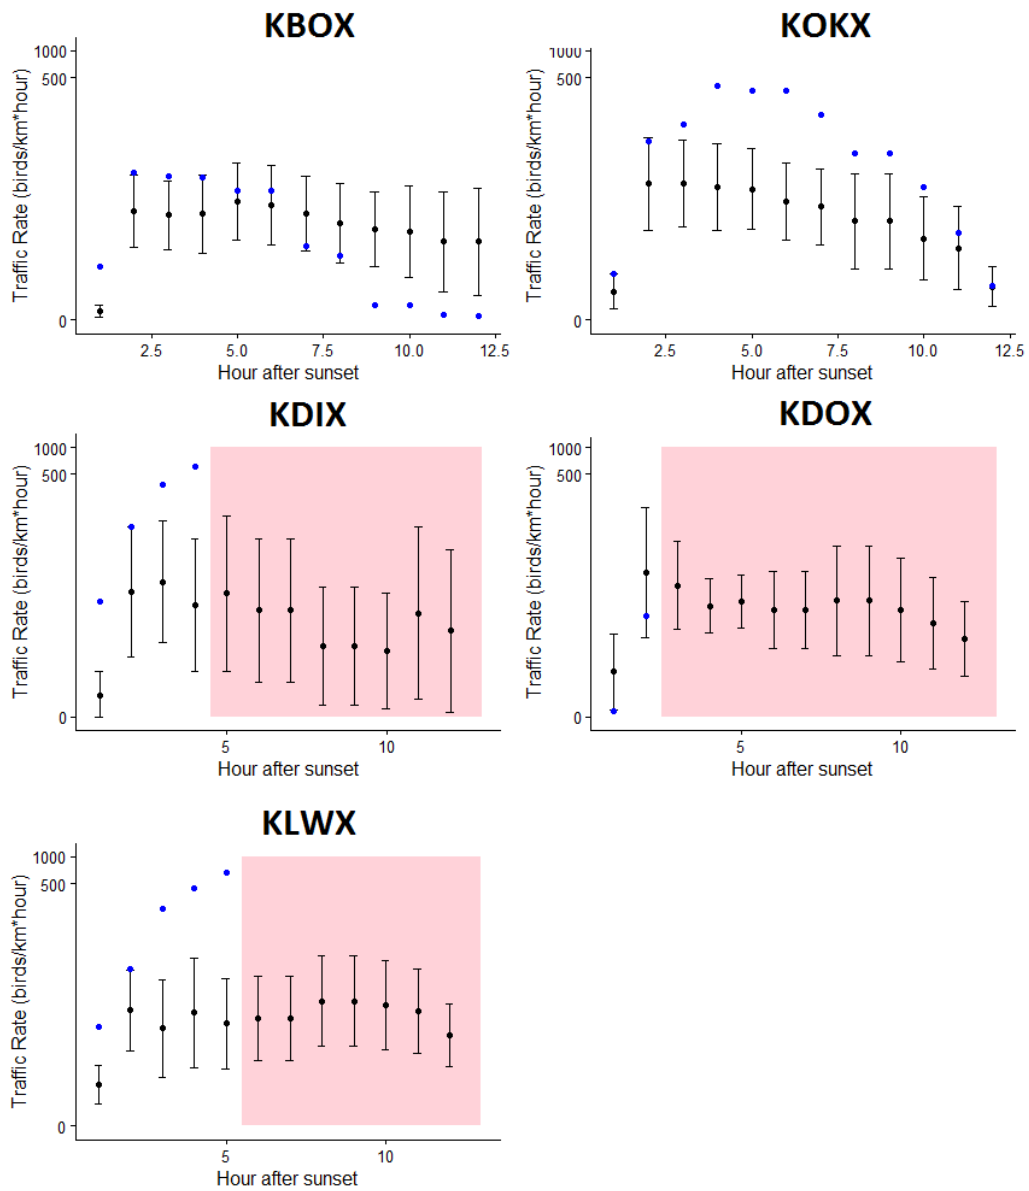 KBOX
1000
500
0
Traffic Rate (birds/km*hour)
2.5 5.0 7.5 10.0 12.5
Hour after sunset
KOKX
1000
500
0
Traffic Rate (birds/km*hour)
2.5 5.0 7.5 10.0 12.5
Hour after sunset
KDIX
1000
500
0
Traffic Rate (birds/km*hour)
5 10
Hour after sunset
KDOX
1000
500
0
Traffic Rate (birds/km*hour)
5 10
Hour after sunset
KLWX
1000
500
0
Traffic Rate (birds/km*hour)
5 10
Hour after sunset